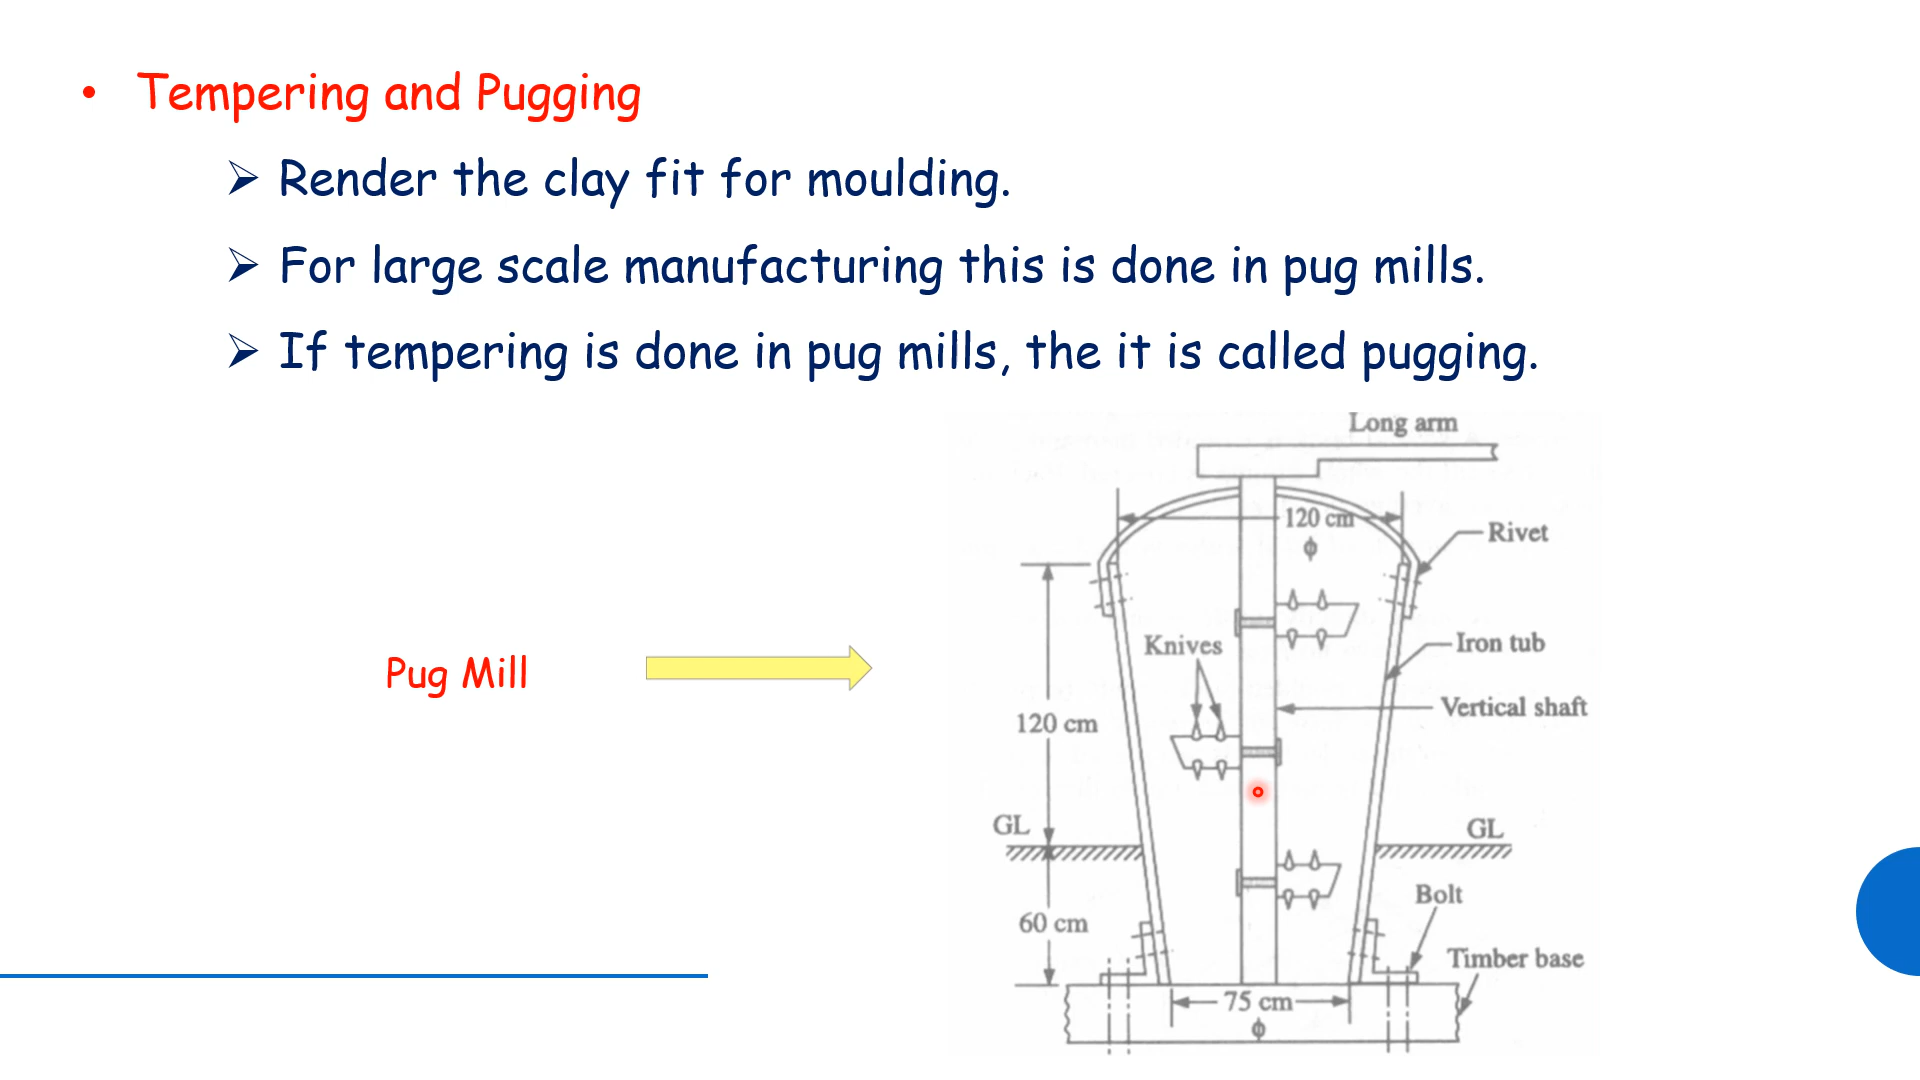 • Tempering and Pugging
➢ Render the clay fit for moulding.
➢ For large scale manufacturing this is done in pug mills.
➢ If tempering is done in pug mills, the it is called pugging.
Long arm
120 cm
ϕ
Rivet
Knives
Iron tub
Pug Mill
Vertical shaft
120 cm
GL
GL
Bolt
60 cm
Timber base
75 cm
ϕ